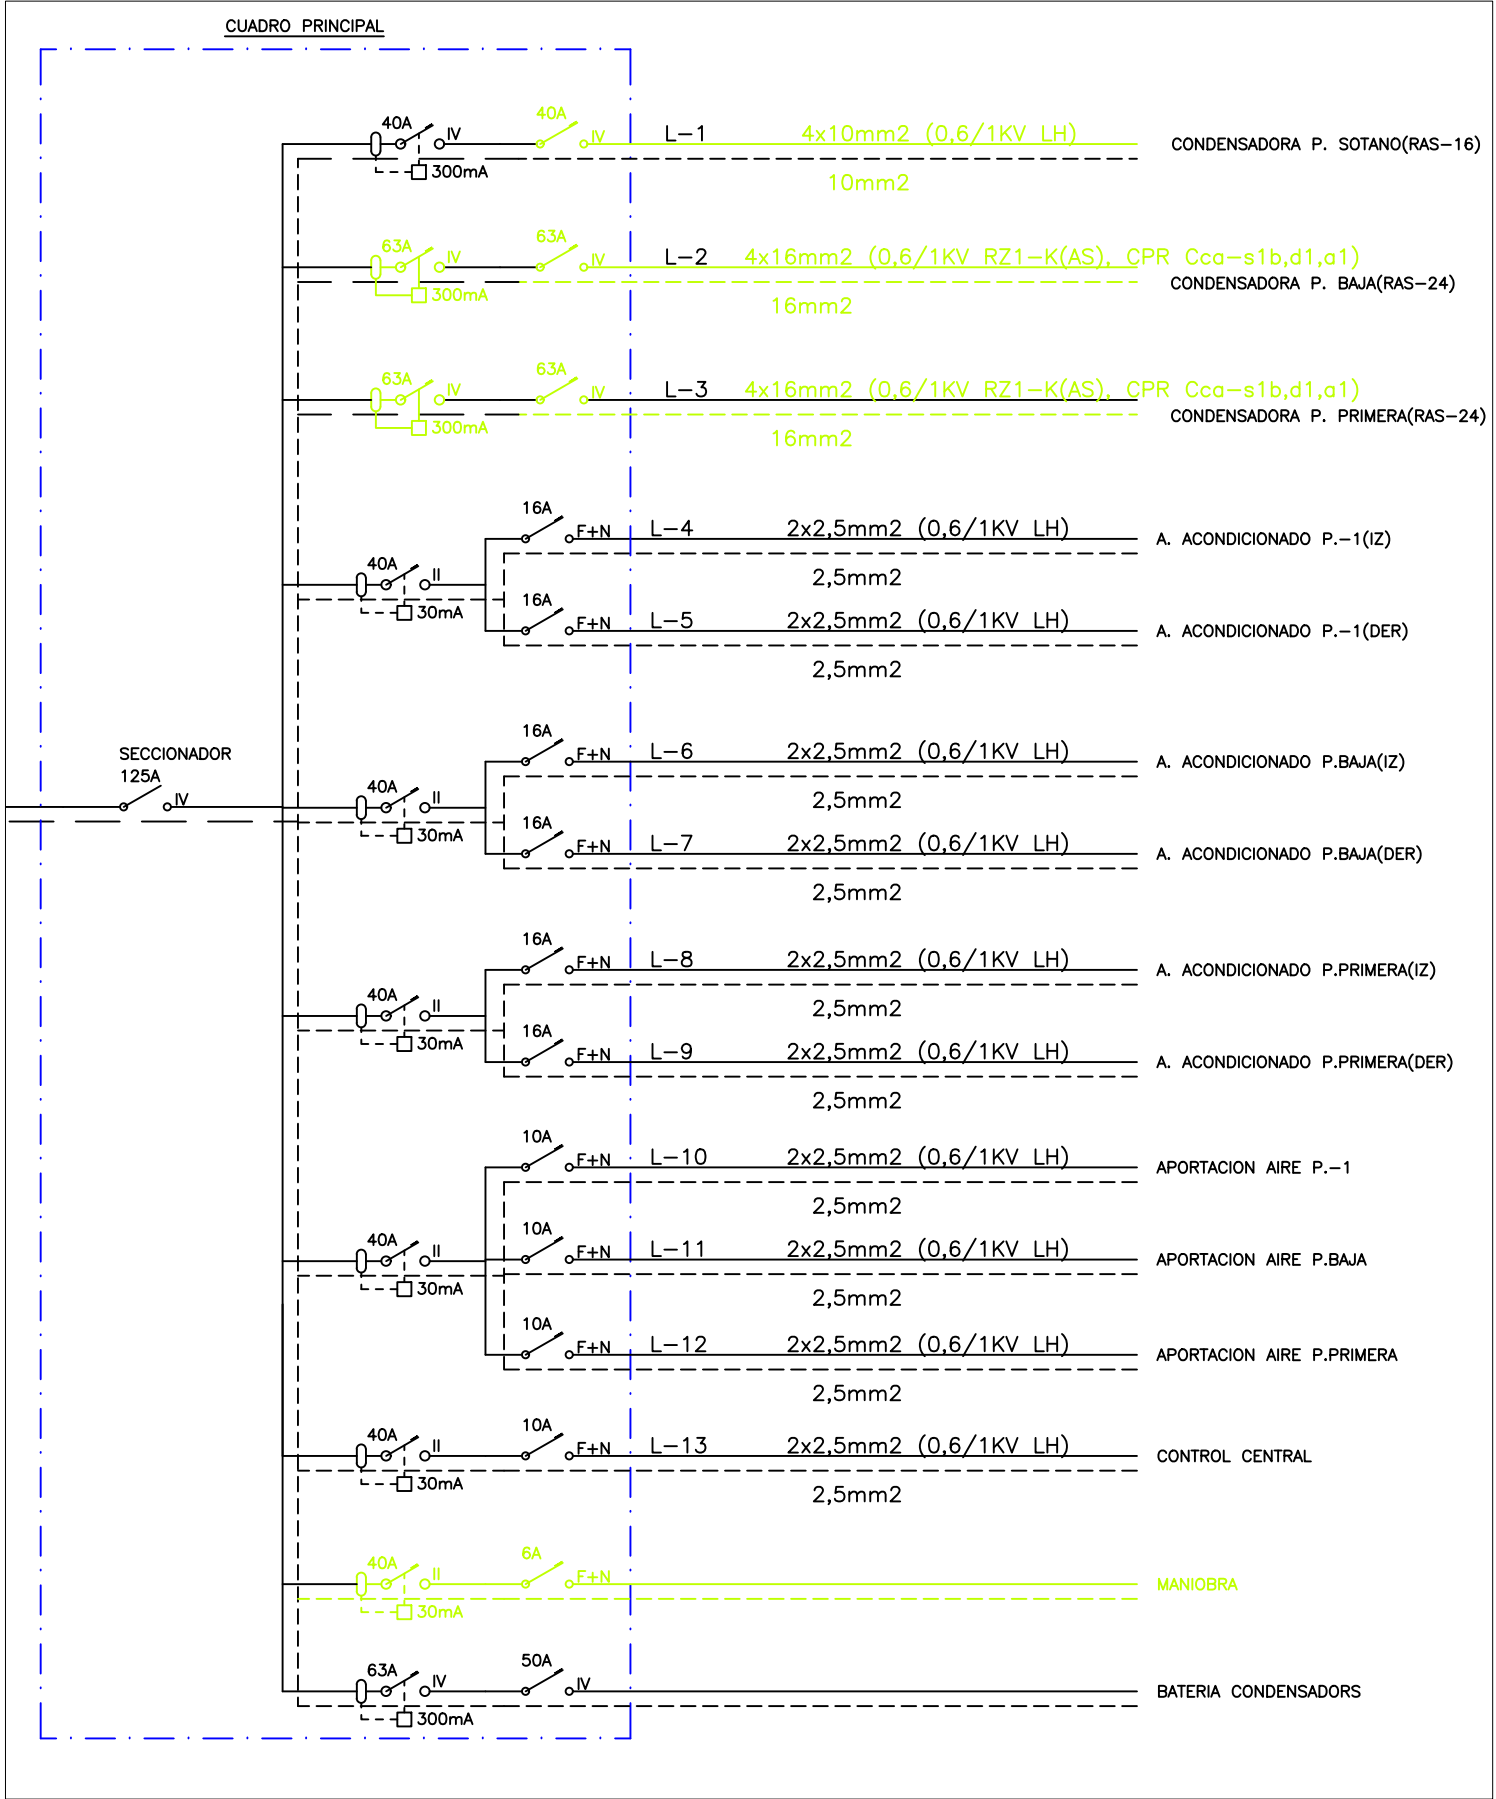 CUADRO PRINCIPAL
40A IV 40A IV L-1 4x10mm2 (0,6/1KV LH) CONDENSADORA P. SOTANO(RAS-16)
300mA 10mm2
63A IV 63A IV L-2 4x16mm2 (0,6/1KV RZ1-K(AS), CPR Cca-s1b,d1,a1)
CONDENSADORA P. BAJA(RAS-24)
300mA 16mm2
63A IV 63A IV L-3 4x16mm2 (0,6/1KV RZ1-K(AS), CPR Cca-s1b,d1,a1)
CONDENSADORA P. PRIMERA(RAS-24)
300mA 16mm2
16A F+N L-4 2x2,5mm2 (0,6/1KV LH) A. ACONDICIONADO P.-1(IZ)
40A II 2,5mm2
30mA
16A F+N L-5 2x2,5mm2 (0,6/1KV LH) A. ACONDICIONADO P.-1(DER)
2,5mm2
SECCIONADOR
125A IV
16A F+N L-6 2x2,5mm2 (0,6/1KV LH) A. ACONDICIONADO P.BAJA(IZ)
40A II 2,5mm2
30mA
16A F+N L-7 2x2,5mm2 (0,6/1KV LH) A. ACONDICIONADO P.BAJA(DER)
2,5mm2
16A F+N L-8 2x2,5mm2 (0,6/1KV LH) A. ACONDICIONADO P.PRIMERA(IZ)
40A II 2,5mm2
30mA
16A F+N L-9 2x2,5mm2 (0,6/1KV LH) A. ACONDICIONADO P.PRIMERA(DER)
2,5mm2
10A F+N L-10 2x2,5mm2 (0,6/1KV LH) APORTACION AIRE P.-1
2,5mm2
40A II 10A F+N L-11 2x2,5mm2 (0,6/1KV LH) APORTACION AIRE P.BAJA
30mA 2,5mm2
10A F+N L-12 2x2,5mm2 (0,6/1KV LH) APORTACION AIRE P.PRIMERA
2,5mm2
40A II 10A F+N L-13 2x2,5mm2 (0,6/1KV LH) CONTROL CENTRAL
30mA 2,5mm2
40A II 6A F+N MANIOBRA
30mA
63A IV 50A IV BATERIA CONDENSADORS
300mA